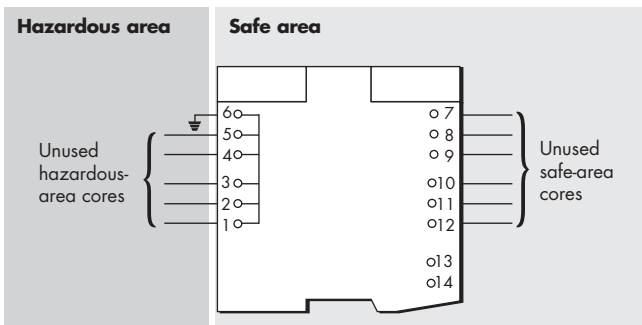 Hazardous area
Safe area
6
5
4
3
2
1
7
8
9
10
11
12
13
14
Unused
hazardous-
area cores
Unused
safe-area
cores